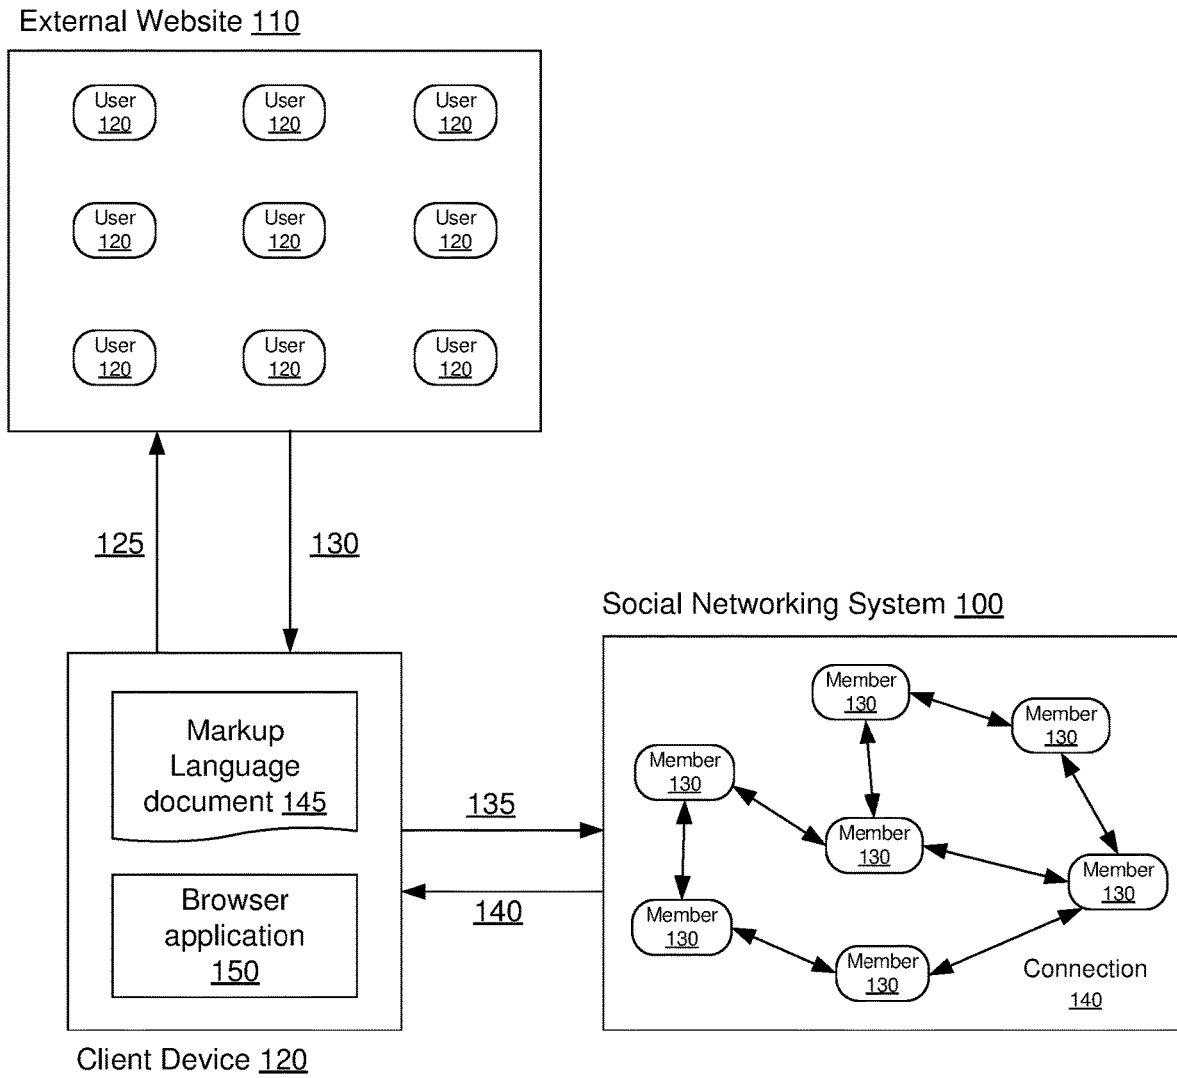 External Website 110
User
120
User
120
User
120
User
120
User
120
User
120
User
120
User
120
User
120
125
130
Social Networking System 100
Markup
Language
document 145
Browser
application
150
Client Device 120
135
140
Member
130
Member
130
Member
130
Member
130
Member
130
Member
130
Member
130
Connection
140